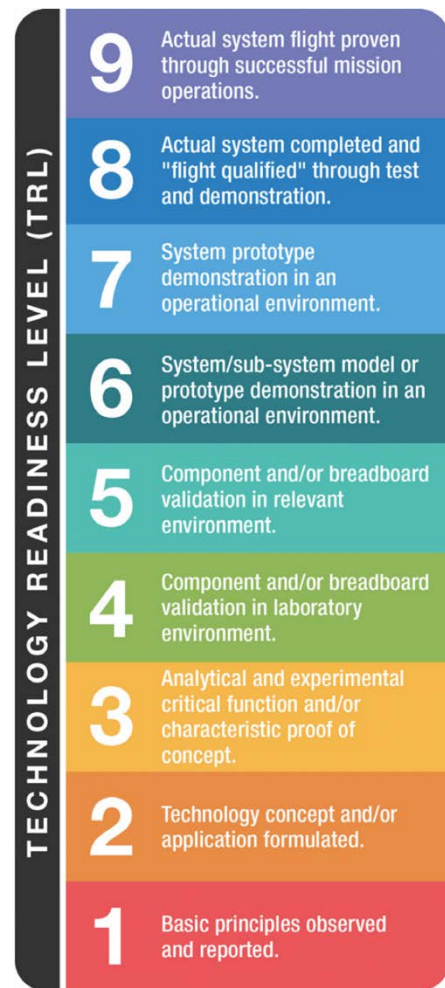 TECHNOLOGY READINESS LEVEL (TRL)
9
Actual system flight proven
through successful mission
operations.
8
Actual system completed and
"flight qualified" through test
and demonstration.
7
System prototype
demonstration in an
operational environment.
6
System/sub-system model or
prototype demonstration in an
operational environment.
5
Component and/or breadboard
validation in relevant
environment.
4
Component and/or breadboard
validation in laboratory
environment.
3
Analytical and experimental
critical function and/or
characteristic proof of
concept.
2
Technology concept and/or
application formulated.
1
Basic principles observed
and reported.